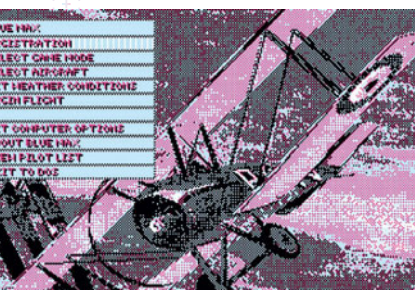 UE MAX
GISTRATION
LECT GAME MODE
LECT AIRCRAFT
T WEATHER CONDITIONS
GIN FLIGHT
T COMPUTER OPTIONS
OUT BLUE MAX
EW PILOT LIST
IT TO DOS